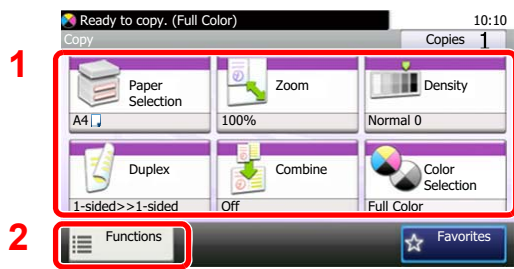 Ready to copy. (Full Color)
10:10
Copy
Copies 1
1
Paper
Selection
A4
Zoom
100%
Density
Normal 0
Duplex
1-sided>>1-sided
Combine
Off
Color
Selection
Full Color
2
Functions
Favorites